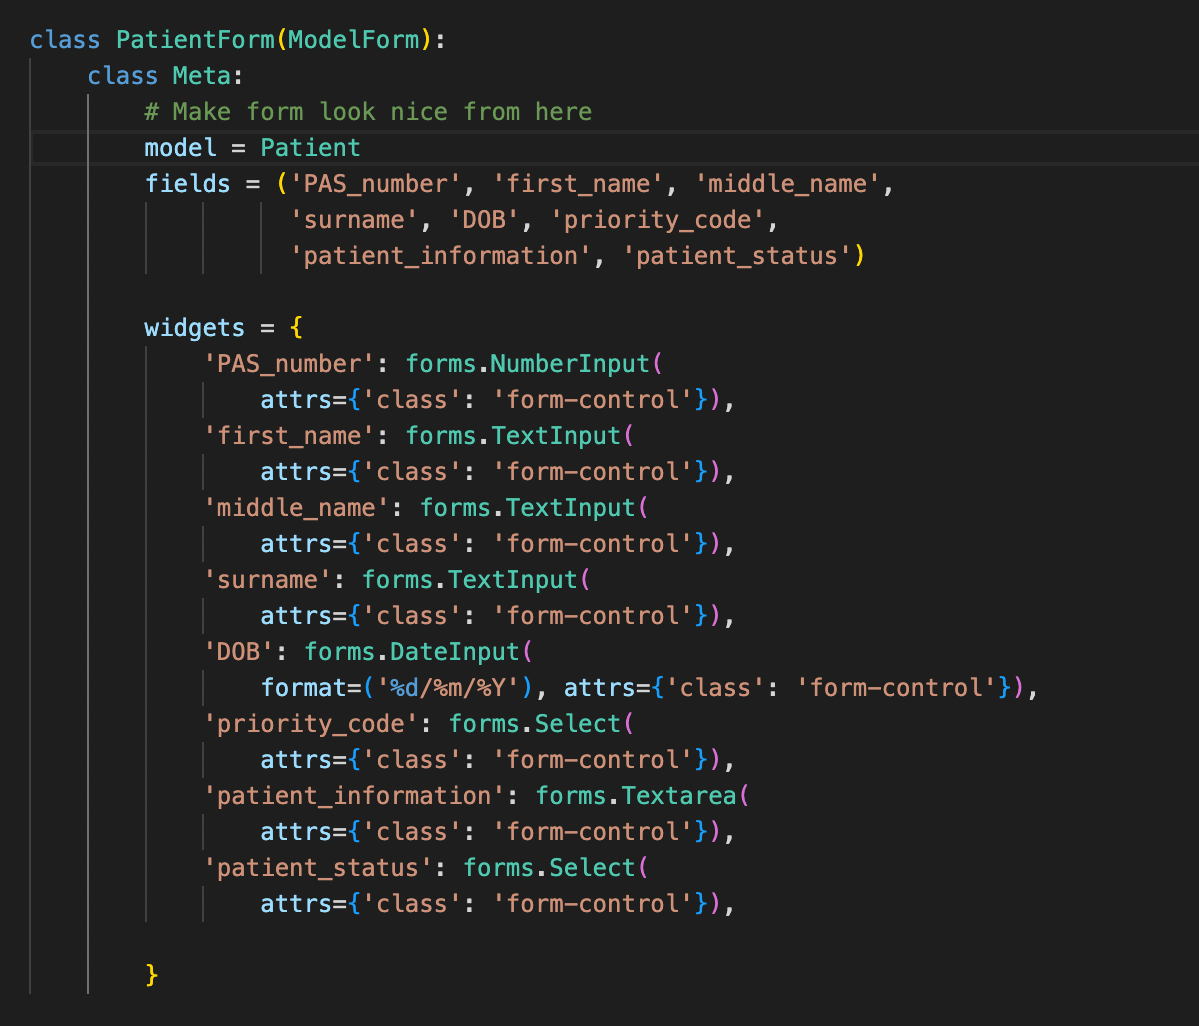 class PatientForm(ModelForm):
    class Meta:
        # Make form look nice from here
        model = Patient
        fields = ('PAS_number', 'first_name', 'middle_name',
                  'surname', 'DOB', 'priority_code',
                  'patient_information', 'patient_status')
        widgets = {
            'PAS_number': forms.NumberInput(
                attrs={'class': 'form-control'}),
            'first_name': forms.TextInput(
                attrs={'class': 'form-control'}),
            'middle_name': forms.TextInput(
                attrs={'class': 'form-control'}),
            'surname': forms.TextInput(
                attrs={'class': 'form-control'}),
            'DOB': forms.DateInput(
                format=('%d/%m/%Y'), attrs={'class': 'form-control'}),
            'priority_code': forms.Select(
                attrs={'class': 'form-control'}),
            'patient_information': forms.Textarea(
                attrs={'class': 'form-control'}),
            'patient_status': forms.Select(
                attrs={'class': 'form-control'}),
        }